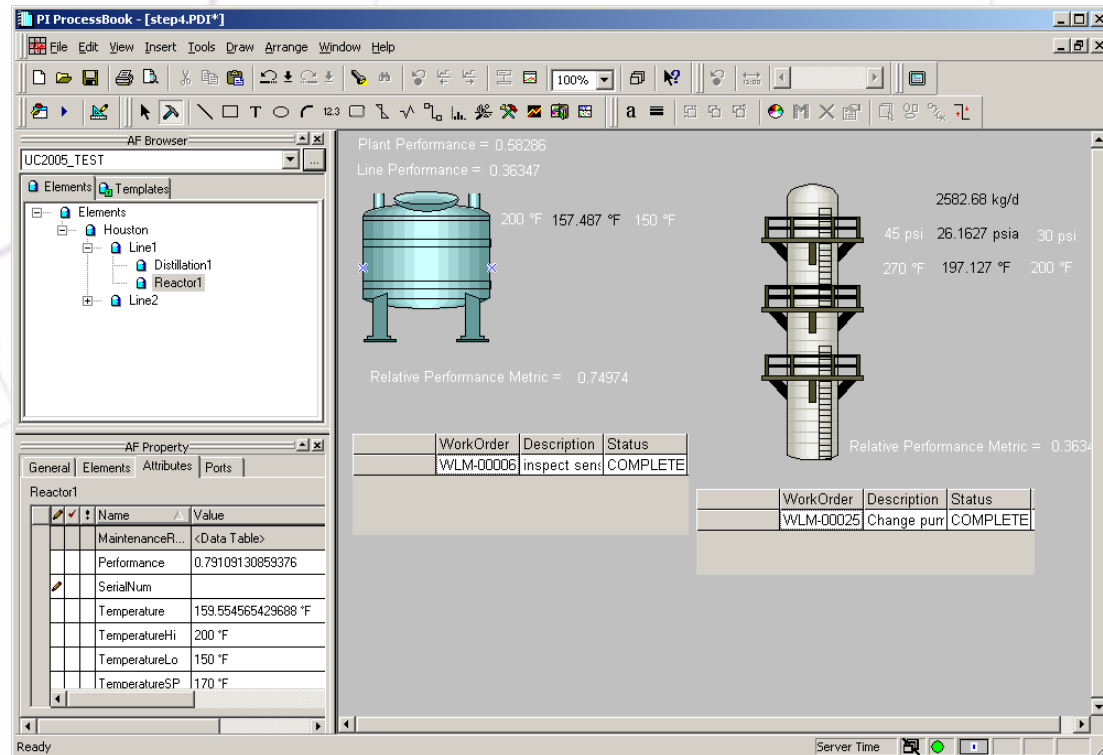 PI ProcessBook - [step4.PDI*]
File Edit View Insert Tools Draw Arrange Window Help
100%
T 123 a M X
AF Browser
UC2005_TEST ...
Elements Templates
Elements
Houston
Line1
Distillation1
Reactor1
Line2
AF Property
General Elements Attributes Ports
Reactor1
Name Value
MaintenanceR... <Data Table>
Performance 0.79109130859376
SerialNum
Temperature 159.554565429688 °F
TemperatureHi 200 °F
TemperatureLo 150 °F
TemperatureSP 170 °F
Plant Performance = 0.58286
Line Performance = 0.36347
200 °F 157.487 °F 150 °F
2582.68 kg/d
45 psi 26.1627 psia 30 psi
270 °F 197.127 °F 200 °F
Relative Performance Metric = 0.74974
Relative Performance Metric = 0.3634
WorkOrder Description Status
WLM-00006 inspect sens COMPLETE
WorkOrder Description Status
WLM-00025 Change pum COMPLETE
Ready Server Time